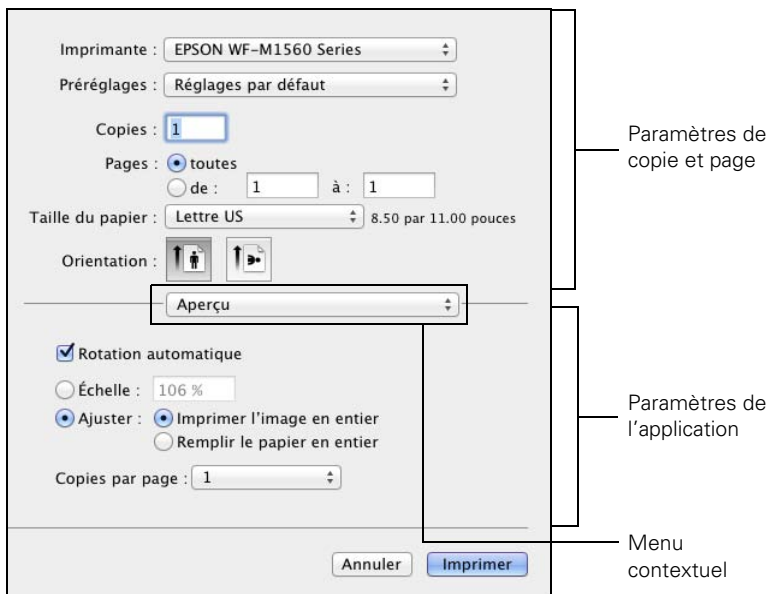 Imprimante : EPSON WF-M1560 Series
Préréglages : Réglages par défaut
Copies : 1
Pages : toutes
de : 1 à : 1
Taille du papier : Lettre US 8.50 par 11.00 pouces
Orientation :
Aperçu
Rotation automatique
Échelle : 106 %
Ajuster : Imprimer l'image en entier
Remplir le papier en entier
Copies par page : 1
Annuler Imprimer
Paramètres de
copie et page
Paramètres de
l'application
Menu
contextuel